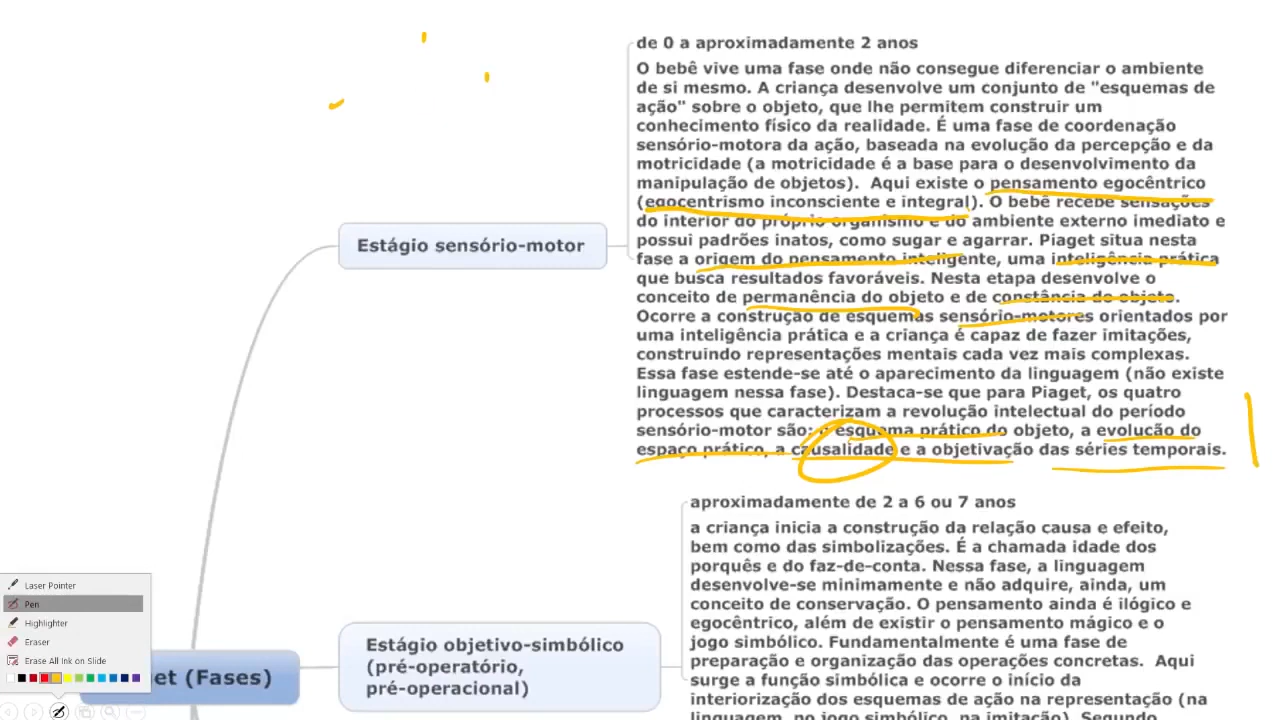 de 0 a aproximadamente 2 anos
O bebê vive uma fase onde não consegue diferenciar o ambiente
de si mesmo. A criança desenvolve um conjunto de "esquemas de
ação" sobre o objeto, que lhe permitem construir um
conhecimento físico da realidade. É uma fase de coordenação
sensório-motora da ação, baseada na evolução da percepção e da
motricidade (a motricidade é a base para o desenvolvimento da
manipulação de objetos).  Aqui existe o pensamento egocêntrico
(egocentrismo inconsciente e integral). O bebê recebe sensações
do interior do próprio organismo e do ambiente externo imediato e
possui padrões inatos, como sugar e agarrar. Piaget situa nesta
fase a origem do pensamento inteligente, uma inteligência prática
que busca resultados favoráveis. Nesta etapa desenvolve o
conceito de permanência do objeto e de constância do objeto.
Ocorre a construção de esquemas sensório-motores orientados por
uma inteligência prática e a criança é capaz de fazer imitações,
construindo representações mentais cada vez mais complexas.
Essa fase estende-se até o aparecimento da linguagem (não existe
linguagem nessa fase). Destaca-se que para Piaget, os quatro
processos que caracterizam a revolução intelectual do período
sensório-motor são: o esquema prático do objeto, a evolução do
espaço prático, a causalidade e a objetivação das séries temporais.
Estágio sensório-motor
aproximadamente de 2 a 6 ou 7 anos
a criança inicia a construção da relação causa e efeito,
bem como das simbolizações. É a chamada idade dos
porquês e do faz-de-conta. Nessa fase, a linguagem
desenvolve-se minimamente e não adquire, ainda, um
conceito de conservação. O pensamento ainda é ilógico e
egocêntrico, além de existir o pensamento mágico e o
jogo simbólico. Fundamentalmente é uma fase de
preparação e organização das operações concretas.  Aqui
surge a função simbólica e ocorre o início da
interiorização dos esquemas de ação na representação (na
linguagem, no jogo simbólico, na imitação). Segundo
Estágio objetivo-simbólico
(pré-operatório,
pré-operacional)
et (Fases)
Laser Pointer
Pen
Highlighter
Eraser
Erase All Ink on Slide